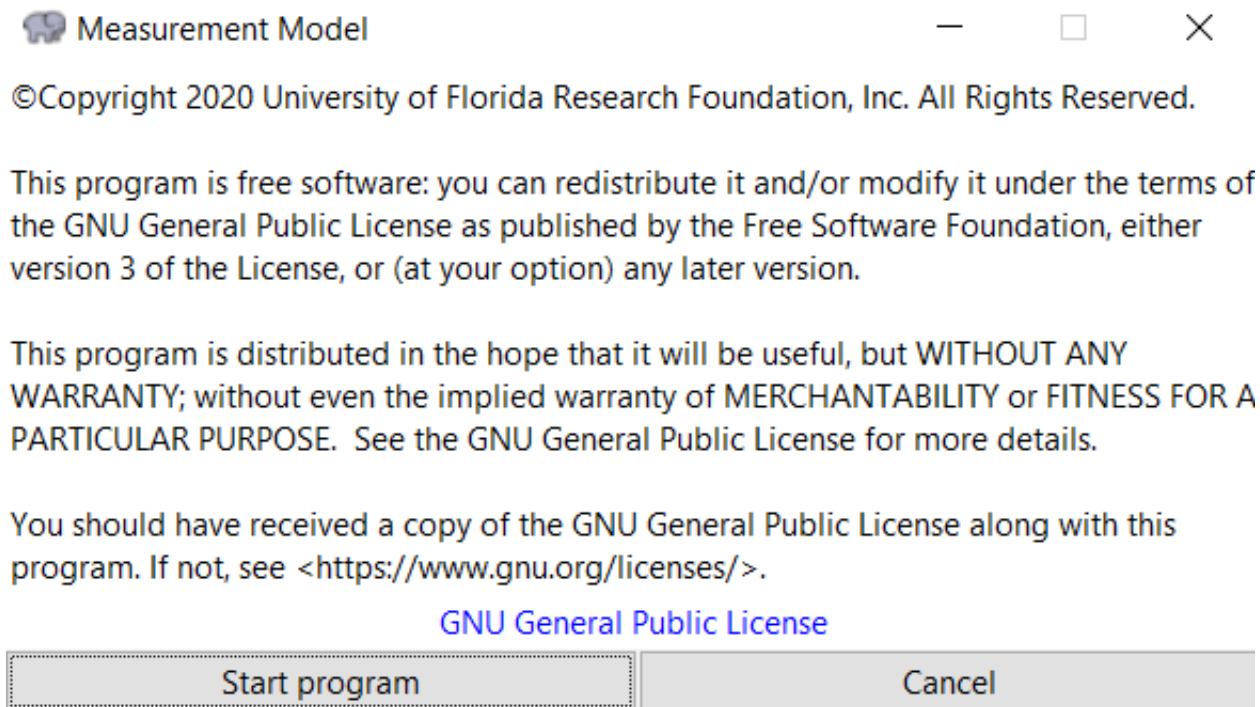 Measurement Model
©Copyright 2020 University of Florida Research Foundation, Inc. All Rights Reserved.
This program is free software: you can redistribute it and/or modify it under the terms of
the GNU General Public License as published by the Free Software Foundation, either
version 3 of the License, or (at your option) any later version.
This program is distributed in the hope that it will be useful, but WITHOUT ANY
WARRANTY; without even the implied warranty of MERCHANTABILITY or FITNESS FOR A
PARTICULAR PURPOSE.  See the GNU General Public License for more details.
You should have received a copy of the GNU General Public License along with this
program. If not, see <https://www.gnu.org/licenses/>.
GNU General Public License
Start program
Cancel